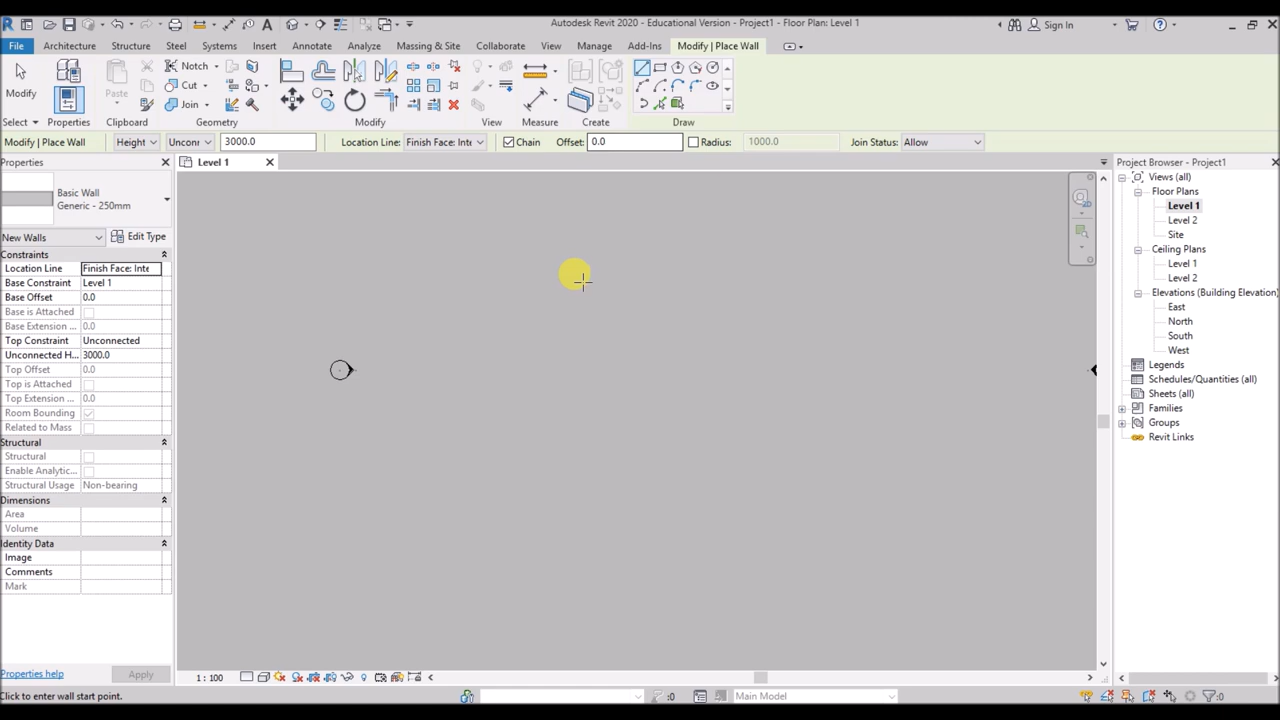 Autodesk Revit 2020 - Educational Version - Project1 - Floor Plan: Level 1
Sign In
File Architecture Structure Steel Systems Insert Annotate Analyze Massing & Site Collaborate View Manage Add-Ins Modify | Place Wall
Modify Paste Notch
Cut
Join
Select Properties Clipboard Geometry Modify View Measure Create Draw
Modify | Place Wall Height Unconn 3000.0 Location Line: Finish Face: Inte Chain Offset: 0.0 Radius: 1000.0 Join Status: Allow
Properties
Level 1
Project Browser - Project1
Basic Wall
Generic - 250mm
New Walls Edit Type
Constraints
Location Line Finish Face: Inte
Base Constraint Level 1
Base Offset 0.0
Base is Attached
Base Extension ... 0.0
Top Constraint Unconnected
Unconnected H... 3000.0
Top Offset 0.0
Top is Attached
Top Extension ... 0.0
Room Bounding
Related to Mass
Structural
Structural
Enable Analytic...
Structural Usage Non-bearing
Dimensions
Area
Volume
Identity Data
Image
Comments
Mark
Properties help Apply
Views (all)
Floor Plans
Level 1
Level 2
Site
Ceiling Plans
Level 1
Level 2
Elevations (Building Elevation)
East
North
South
West
Legends
Schedules/Quantities (all)
Sheets (all)
Families
Groups
Revit Links
2D
1 : 100
Click to enter wall start point.
:0
Main Model
:0